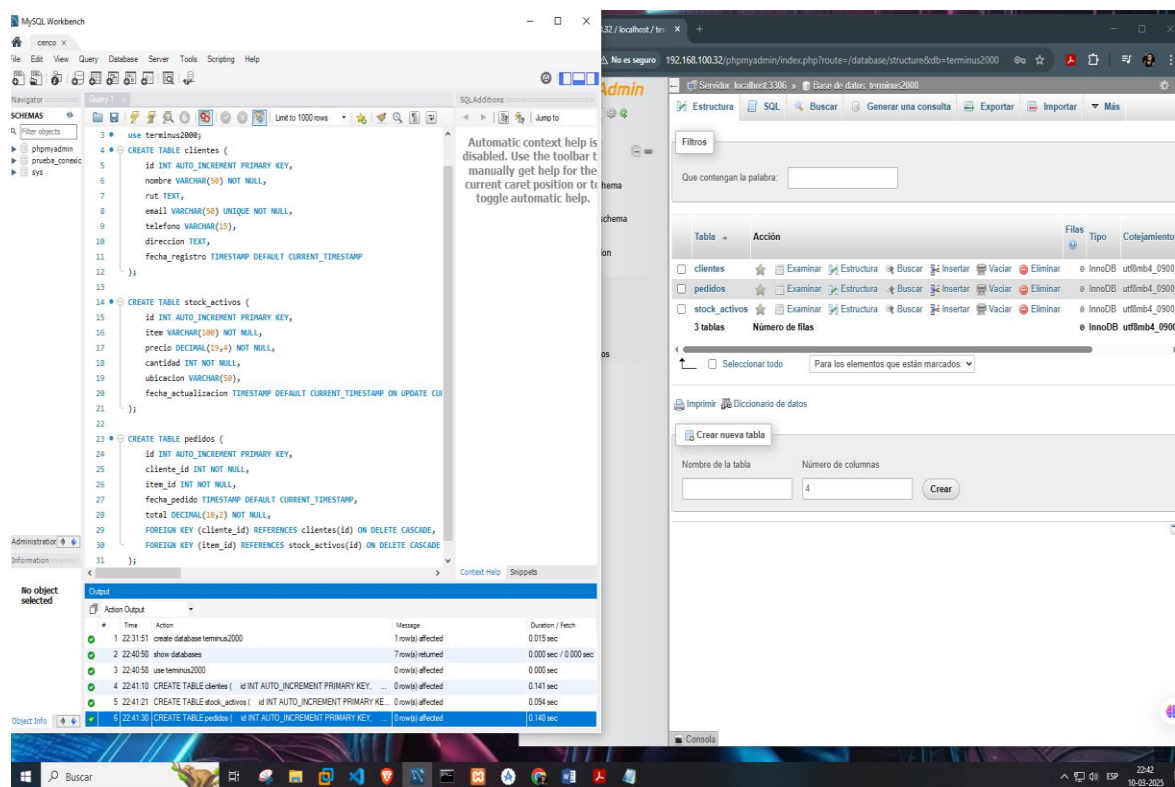 MySQL Workbench
cenco
File Edit View Query Database Server Tools Scripting Help
Navigator
SCHEMAS
Filter objects
phpmyadmin
prueba_conexic
sys
Administration
Information
No object
selected
Object Info
Query 1
Limit to 1000 rows
3 use terminus2000;
4 CREATE TABLE clientes (
5 id INT AUTO_INCREMENT PRIMARY KEY,
6 nombre VARCHAR(50) NOT NULL,
7 rut TEXT,
8 email VARCHAR(50) UNIQUE NOT NULL,
9 telefono VARCHAR(15),
10 direccion TEXT,
11 fecha_registro TIMESTAMP DEFAULT CURRENT_TIMESTAMP
12 );
13
14 CREATE TABLE stock_activos (
15 id INT AUTO_INCREMENT PRIMARY KEY,
16 item VARCHAR(100) NOT NULL,
17 precio DECIMAL(19,4) NOT NULL,
18 cantidad INT NOT NULL,
19 ubicacion VARCHAR(50),
20 fecha_actualizacion TIMESTAMP DEFAULT CURRENT_TIMESTAMP ON UPDATE CU
21 );
22
23 CREATE TABLE pedidos (
24 id INT AUTO_INCREMENT PRIMARY KEY,
25 cliente_id INT NOT NULL,
26 item_id INT NOT NULL,
27 fecha_pedido TIMESTAMP DEFAULT CURRENT_TIMESTAMP,
28 total DECIMAL(10,2) NOT NULL,
29 FOREIGN KEY (cliente_id) REFERENCES clientes(id) ON DELETE CASCADE,
30 FOREIGN KEY (item_id) REFERENCES stock_activos(id) ON DELETE CASCADE
31 );
SQLAdditions
Jump to
Automatic context help is
disabled. Use the toolbar t
manually get help for the
current caret position or to
toggle automatic help.
Context Help Snippets
Output
Action Output
# Time Action Message Duration / Fetch
1 22:31:51 create database terminus2000 1 row(s) affected 0.015 sec
2 22:40:50 show databases 7 row(s) returned 0.000 sec / 0.000 sec
3 22:40:58 use terminus2000 0 row(s) affected 0.000 sec
4 22:41:10 CREATE TABLE clientes ( id INT AUTO_INCREMENT PRIMARY KEY, ... 0 row(s) affected 0.141 sec
5 22:41:21 CREATE TABLE stock_activos ( id INT AUTO_INCREMENT PRIMARY KE... 0 row(s) affected 0.094 sec
6 22:41:30 CREATE TABLE pedidos ( id INT AUTO_INCREMENT PRIMARY KEY, ... 0 row(s) affected 0.140 sec
.32 / localhost / ter
No es seguro 192.168.100.32/phpmyadmin/index.php?route=/database/structure&db=terminus2000
Admin
hema
schema
ion
os
Servidor: localhost:3306 » Base de datos: terminus2000
Estructura SQL Buscar Generar una consulta Exportar Importar Más
Filtros
Que contengan la palabra:
Tabla Acción Filas Tipo Cotejamiento
clientes Examinar Estructura Buscar Insertar Vaciar Eliminar 0 InnoDB utf8mb4_0900
pedidos Examinar Estructura Buscar Insertar Vaciar Eliminar 0 InnoDB utf8mb4_0900
stock_activos Examinar Estructura Buscar Insertar Vaciar Eliminar 0 InnoDB utf8mb4_0900
3 tablas Número de filas 0 InnoDB utf8mb4_0900
Seleccionar todo Para los elementos que están marcados:
Imprimir Diccionario de datos
Crear nueva tabla
Nombre de la tabla Número de columnas
4 Crear
Consola
Buscar
ESP
22:42
10-03-2025